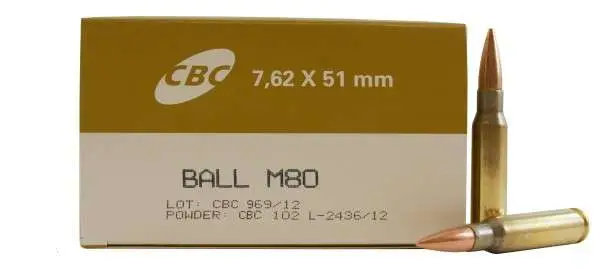 CBC
7,62 X 51 mm
BALL M80
LOT: CBC 969/12
POWDER: CBC 102 L-2436/12